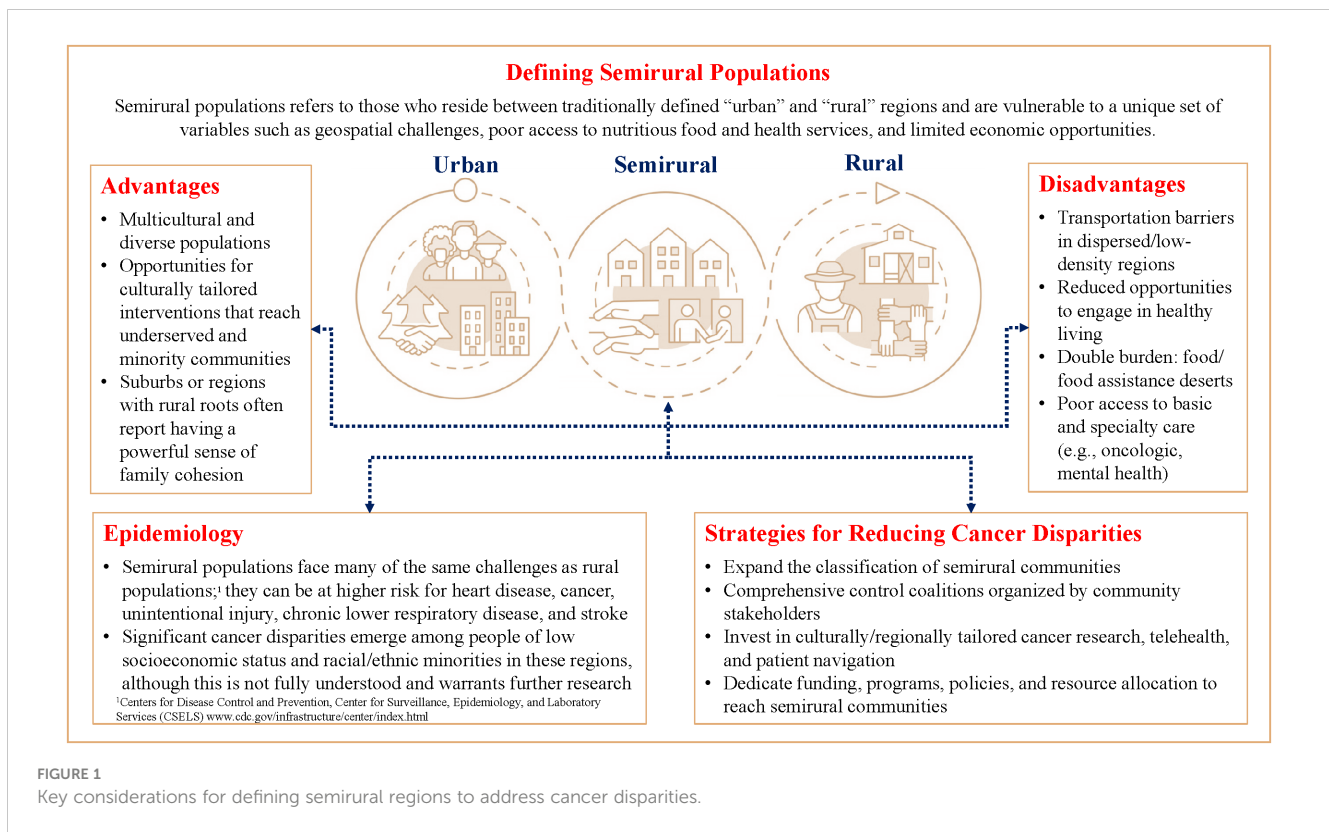 Defining Semirural Populations
Semirural populations refers to those who reside between traditionally defined “urban” and “rural” regions and are vulnerable to a unique set of
variables such as geospatial challenges, poor access to nutritious food and health services, and limited economic opportunities.
Urban
Semirural
Rural
Advantages
• Multicultural and
diverse populations
• Opportunities for
culturally tailored
interventions that reach
underserved and
minority communities
• Suburbs or regions
with rural roots often
report having a
powerful sense of
family cohesion
Disadvantages
• Transportation barriers
in dispersed/low-
density regions
• Reduced opportunities
to engage in healthy
living
• Double burden: food/
food assistance deserts
• Poor access to basic
and specialty care
(e.g., oncologic,
mental health)
Epidemiology
• Semirural populations face many of the same challenges as rural
populations;¹ they can be at higher risk for heart disease, cancer,
unintentional injury, chronic lower respiratory disease, and stroke
• Significant cancer disparities emerge among people of low
socioeconomic status and racial/ethnic minorities in these regions,
although this is not fully understood and warrants further research
¹Centers for Disease Control and Prevention, Center for Surveillance, Epidemiology, and Laboratory
Services (CSELS) www.cdc.gov/infrastructure/center/index.html
Strategies for Reducing Cancer Disparities
• Expand the classification of semirural communities
• Comprehensive control coalitions organized by community
stakeholders
• Invest in culturally/regionally tailored cancer research, telehealth,
and patient navigation
• Dedicate funding, programs, policies, and resource allocation to
reach semirural communities
FIGURE 1
Key considerations for defining semirural regions to address cancer disparities.